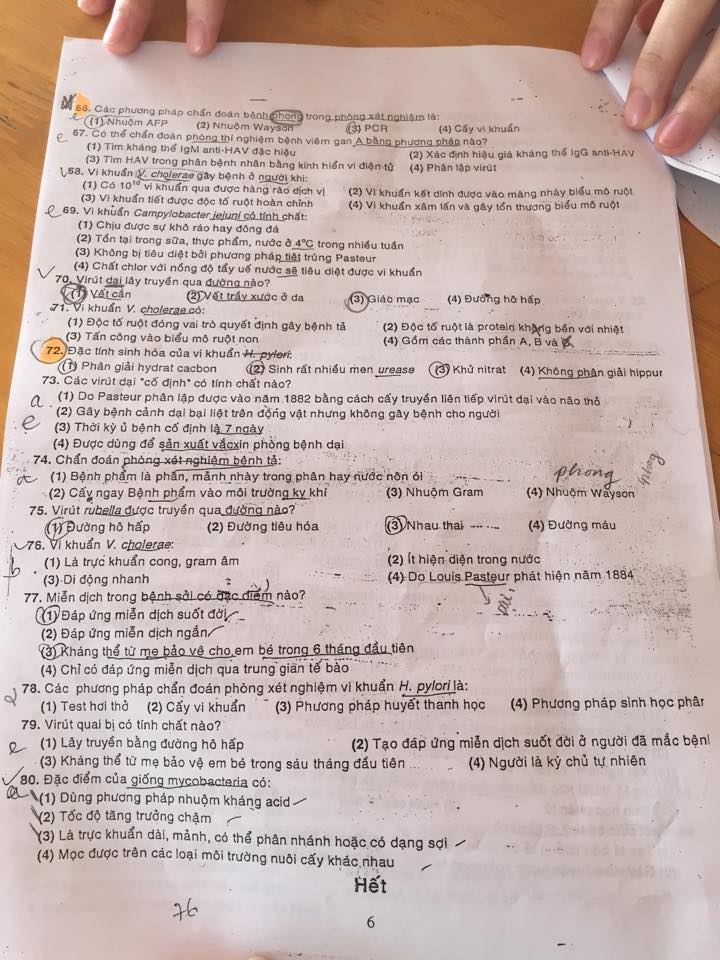 66. Các phương pháp chẩn đoán bệnh phong trong phòng xét nghiệm là:
e (1) Nhuộm AFP (2) Nhuộm Wayson (3) PCR (4) Cấy vi khuẩn
e 67. Có thể chẩn đoán phòng thí nghiệm bệnh viêm gan A bằng phương pháp nào?
(1) Tìm kháng thể IgM anti-HAV đặc hiệu (2) Xác định hiệu giá kháng thể IgG anti-HAV
(3) Tìm HAV trong phân bệnh nhân bằng kính hiển vi điện tử (4) Phân lập virút
68. Vi khuẩn V. cholerae gây bệnh ở người khi:
(1) Có 10¹⁰ vi khuẩn qua được hàng rào dịch vị (2) Vi khuẩn kết dính được vào màng nhày biểu mô ruột
(3) Vi khuẩn tiết được độc tố ruột hoàn chỉnh (4) Vi khuẩn xâm lấn và gây tổn thương biểu mô ruột
e 69. Vi khuẩn Campylobacter jejuni có tính chất:
(1) Chịu được sự khô ráo hay đông đá
(2) Tồn tại trong sữa, thực phẩm, nước ở 4°C trong nhiều tuần
(3) Không bị tiêu diệt bởi phương pháp tiệt trùng Pasteur
(4) Chất chlor với nồng độ tẩy uế nước sẽ tiêu diệt được vi khuẩn
70. Virút dại lây truyền qua đường nào?
(1) Vết cắn (2) Vết trầy xước ở da (3) Giác mạc (4) Đường hô hấp
71. Vi khuẩn V. cholerae có:
(1) Độc tố ruột đóng vai trò quyết định gây bệnh tả (2) Độc tố ruột là protein không bền với nhiệt
(3) Tấn công vào biểu mô ruột non (4) Gồm các thành phần A, B và
72. Đặc tính sinh hóa của vi khuẩn H. pylori:
(1) Phân giải hydrat cacbon (2) Sinh rất nhiều men urease (3) Khử nitrat (4) Không phân giải hippur
73. Các virút dại "cố định" có tính chất nào?
a (1) Do Pasteur phân lập được vào năm 1882 bằng cách cấy truyền liên tiếp virút dại vào não thỏ
(2) Gây bệnh cảnh dại bại liệt trên động vật nhưng không gây bệnh cho người
e (3) Thời kỳ ủ bệnh cố định là 7 ngày
(4) Được dùng để sản xuất vắcxin phòng bệnh dại
74. Chẩn đoán phòng xét nghiệm bệnh tả:
(1) Bệnh phẩm là phẩn, mảnh nhày trong phân hay nước nôn ói phong phong
(2) Cấy ngay Bệnh phẩm vào môi trường kỵ khí (3) Nhuộm Gram (4) Nhuộm Wayson
75. Virút rubella được truyền qua đường nào?
(1) Đường hô hấp (2) Đường tiêu hóa (3) Nhau thai (4) Đường máu
76. Vi khuẩn V. cholerae:
b (1) Là trực khuẩn cong, gram âm (2) Ít hiện diện trong nước
(3) Di động nhanh (4) Do Louis Pasteur phát hiện năm 1884
77. Miễn dịch trong bệnh sởi có đặc điểm nào?
(1) Đáp ứng miễn dịch suốt đời
(2) Đáp ứng miễn dịch ngắn
(3) Kháng thể từ mẹ bảo vệ cho em bé trong 6 tháng đầu tiên
(4) Chỉ có đáp ứng miễn dịch qua trung gian tế bào
e 78. Các phương pháp chẩn đoán phòng xét nghiệm vi khuẩn H. pylori là:
(1) Test hơi thở (2) Cấy vi khuẩn (3) Phương pháp huyết thanh học (4) Phương pháp sinh học phân
79. Virút quai bị có tính chất nào?
e (1) Lây truyền bằng đường hô hấp (2) Tạo đáp ứng miễn dịch suốt đời ở người đã mắc bệnh
(3) Kháng thể từ mẹ bảo vệ em bé trong sáu tháng đầu tiên (4) Người là ký chủ tự nhiên
80. Đặc điểm của giống mycobacteria có:
a (1) Dùng phương pháp nhuộm kháng acid
(2) Tốc độ tăng trưởng chậm
(3) Là trực khuẩn dài, mảnh, có thể phân nhánh hoặc có dạng sợi
(4) Mọc được trên các loại môi trường nuôi cấy khác nhau
Hết
76
6